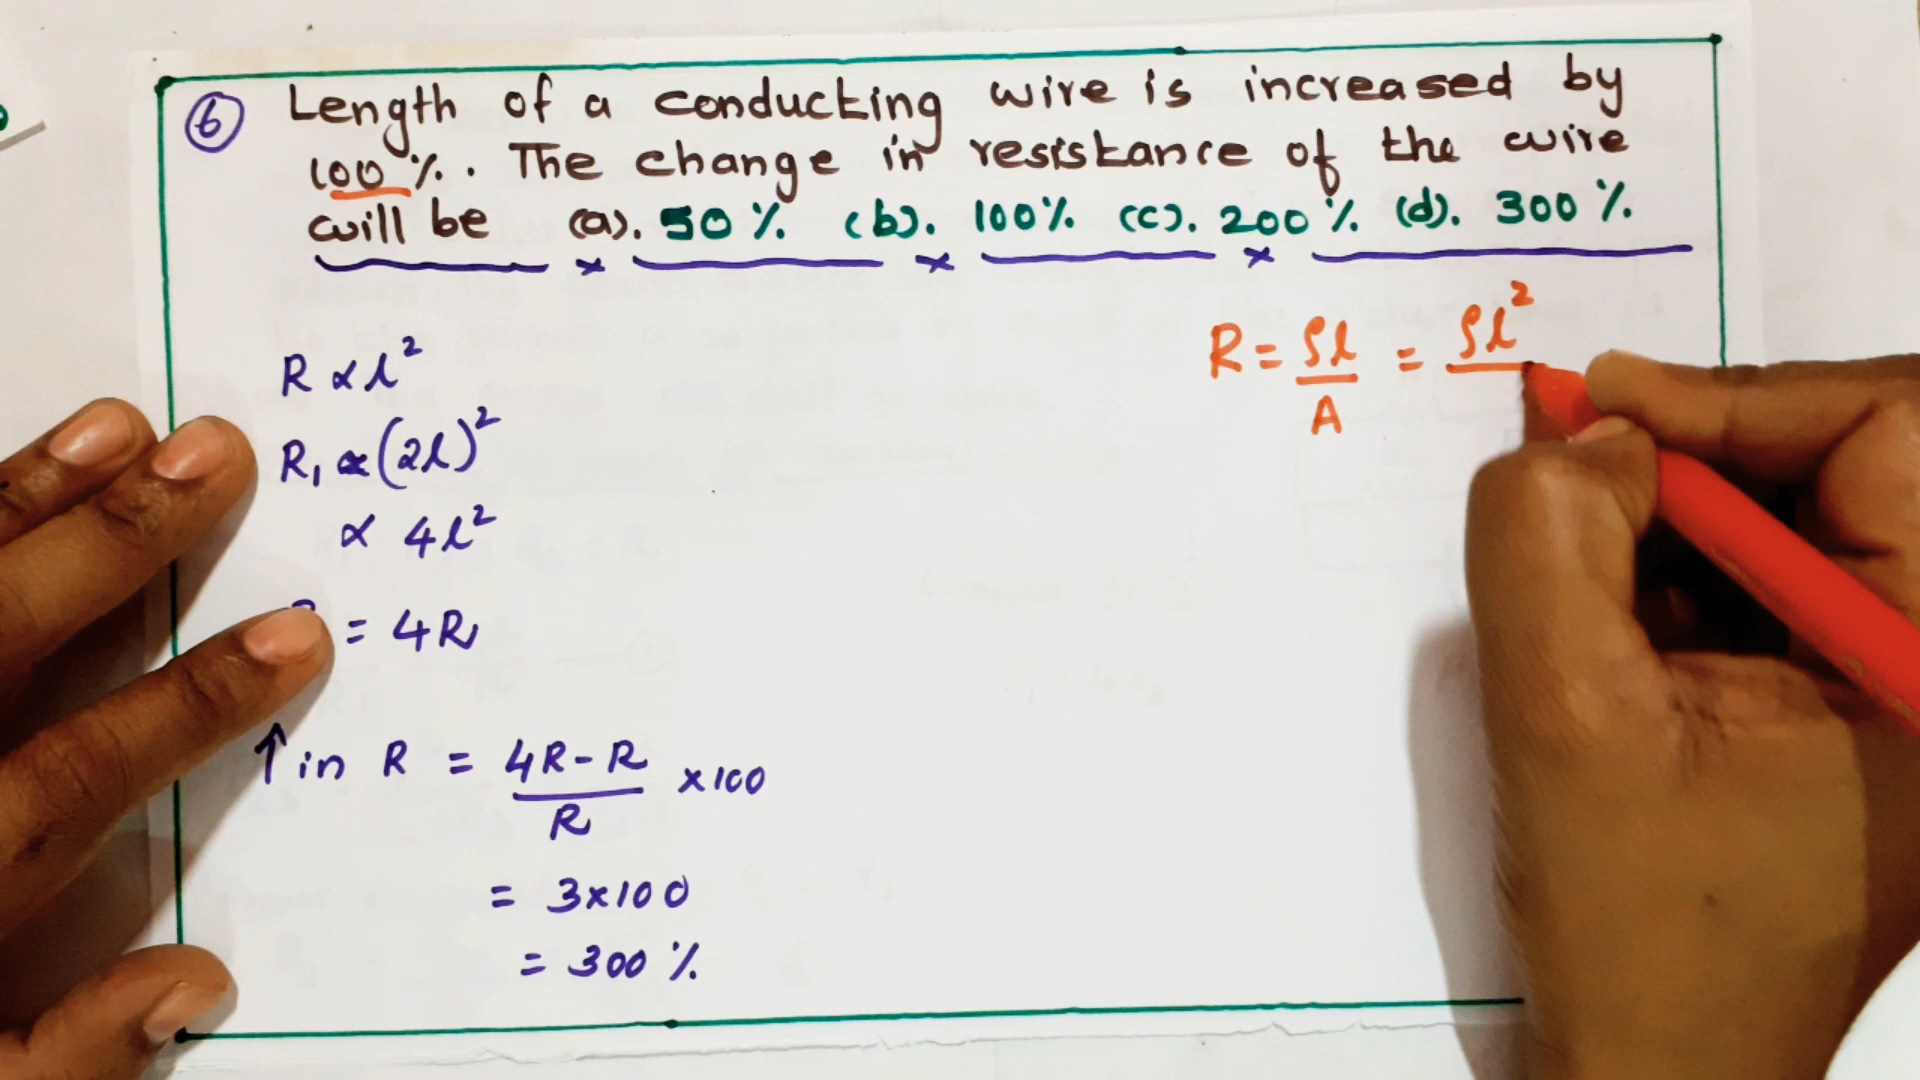 6 Length of a conducting wire is increased by
100 %. The change in resistance of the wire
will be (a). 50 % (b). 100% (c). 200 % (d). 300 %.
R ∝ l²
R₁ ∝ (2l)²
∝ 4l²
= 4R
↑ in R = 4R - R / R × 100
= 3×100
= 300 %
R = ρl / A = ρl²